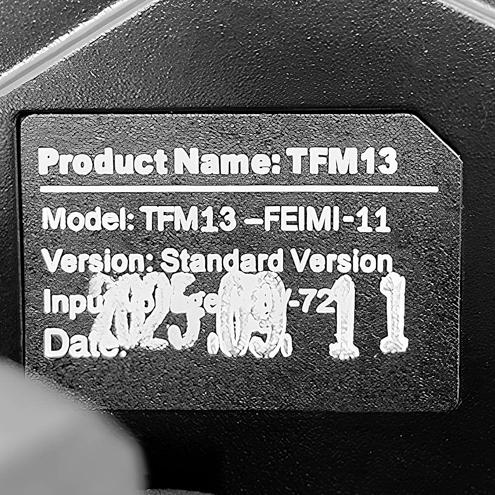 Product Name: TFM13
Model: TFM13 –FEIMI-11
Version: Standard Version
Date: 2025.09.11